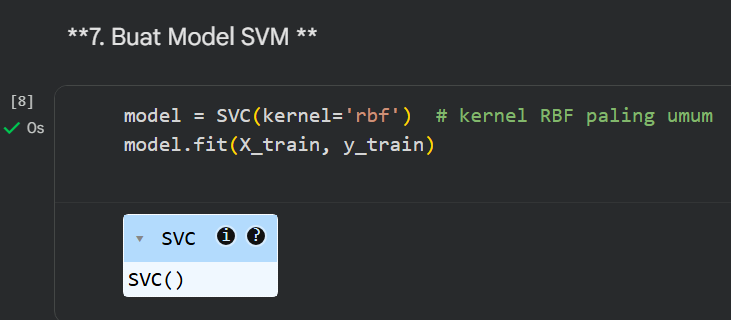 **7. Buat Model SVM **
[8]
0s
model = SVC(kernel='rbf')  # kernel RBF paling umum
model.fit(X_train, y_train)
SVC i ?
SVC()